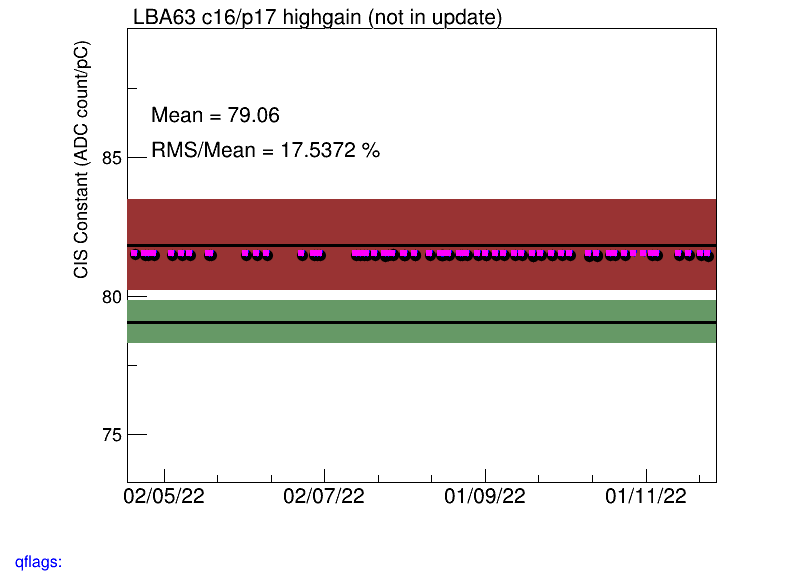 LBA63 c16/p17 highgain (not in update)
CIS Constant (ADC count/pC)
Mean = 79.06
RMS/Mean = 17.5372 %
85
80
75
02/05/22 02/07/22 01/09/22 01/11/22
qflags: